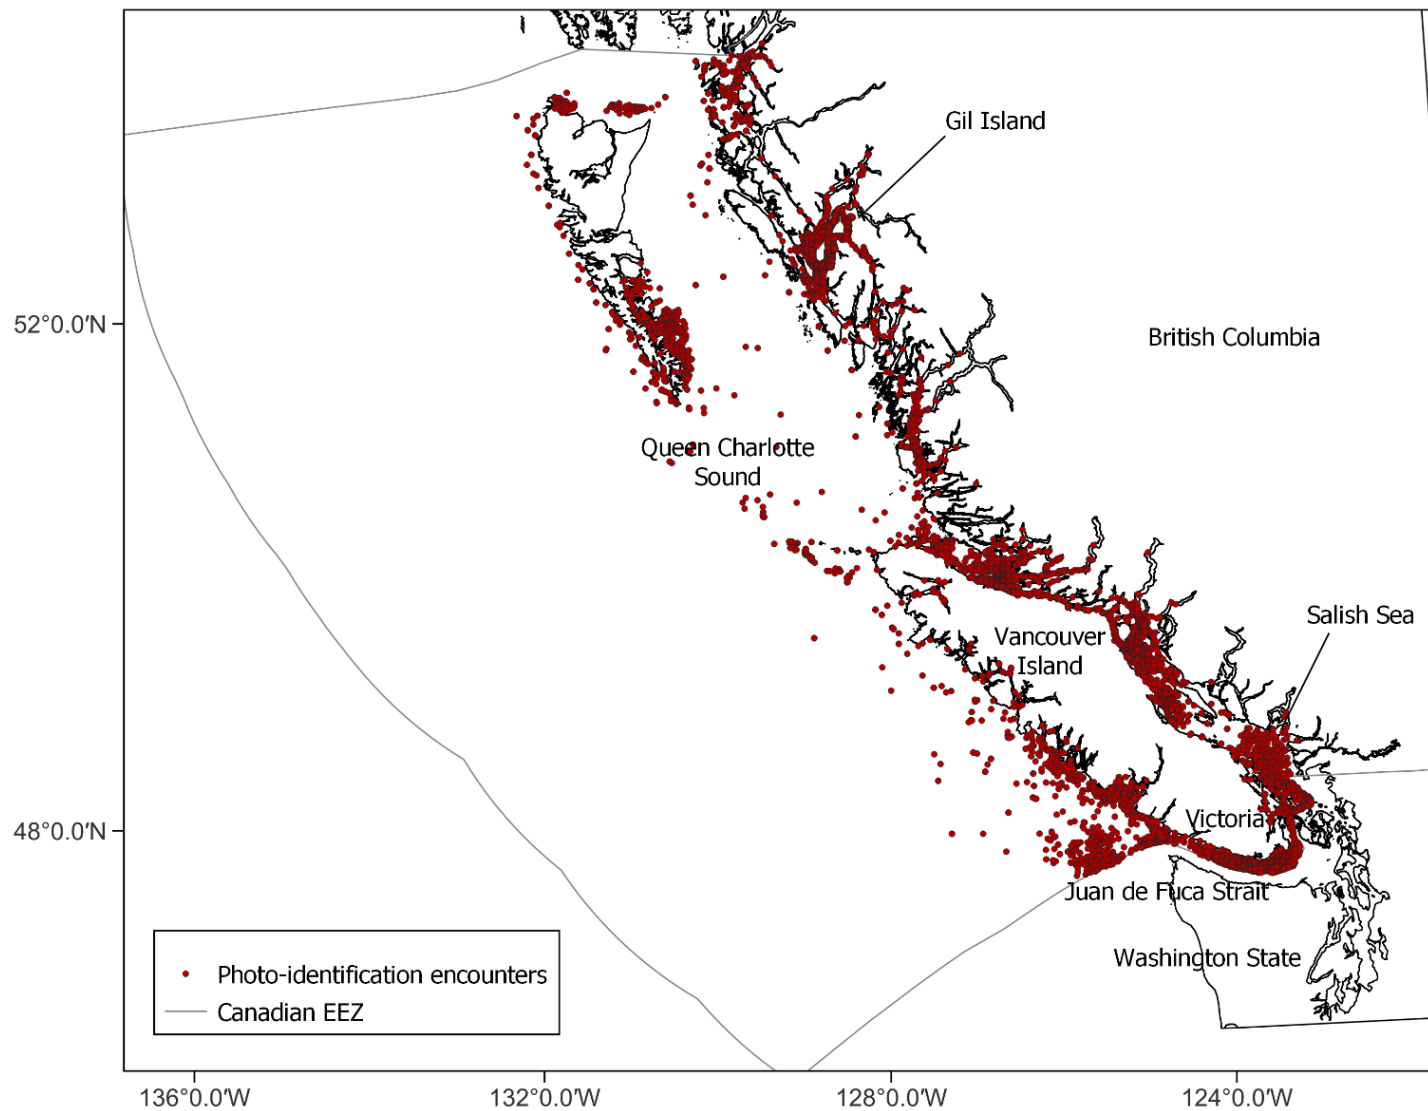 Gil Island
52°0.0′N
British Columbia
Queen Charlotte
Sound
Salish Sea
Vancouver
Island
48°0.0′N
Victoria
Juan de Fuca Strait
Washington State
Photo-identification encounters
Canadian EEZ
136°0.0′W
132°0.0′W
128°0.0′W
124°0.0′W